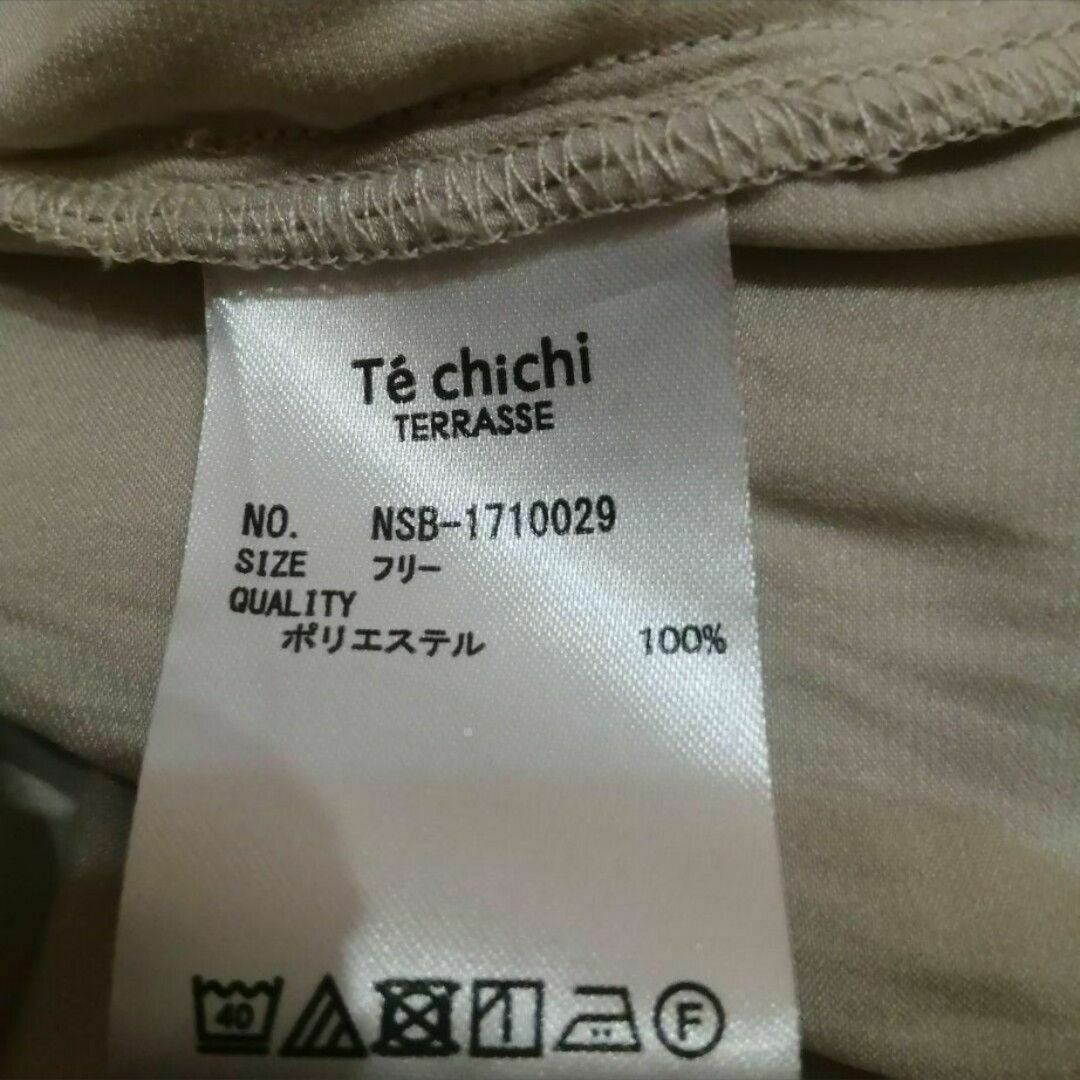 Té chichi
TERRASSE
NO. NSB-1710029
SIZE フリー
QUALITY
ポリエステル 100%
40
F